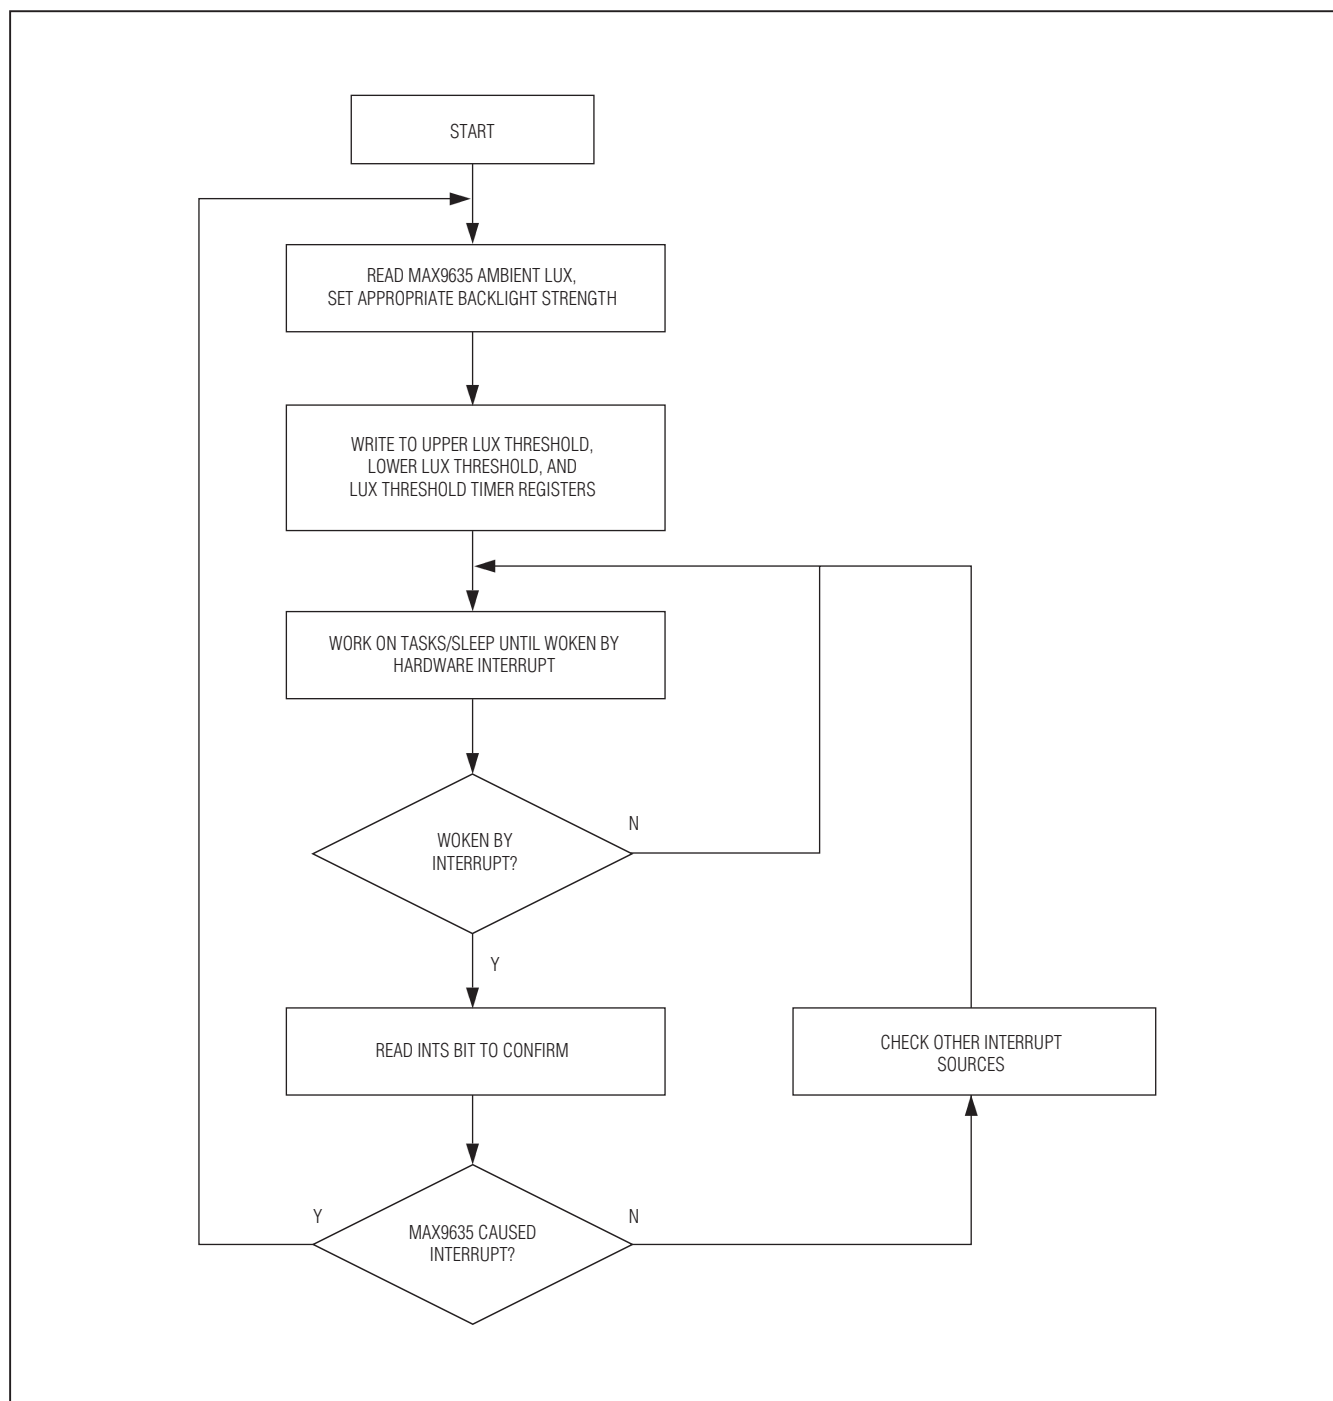 START
READ MAX9635 AMBIENT LUX,
SET APPROPRIATE BACKLIGHT STRENGTH
WRITE TO UPPER LUX THRESHOLD,
LOWER LUX THRESHOLD, AND
LUX THRESHOLD TIMER REGISTERS
WORK ON TASKS/SLEEP UNTIL WOKEN BY
HARDWARE INTERRUPT
WOKEN BY
INTERRUPT?
N
Y
READ INTS BIT TO CONFIRM
CHECK OTHER INTERRUPT
SOURCES
Y
MAX9635 CAUSED
INTERRUPT?
N